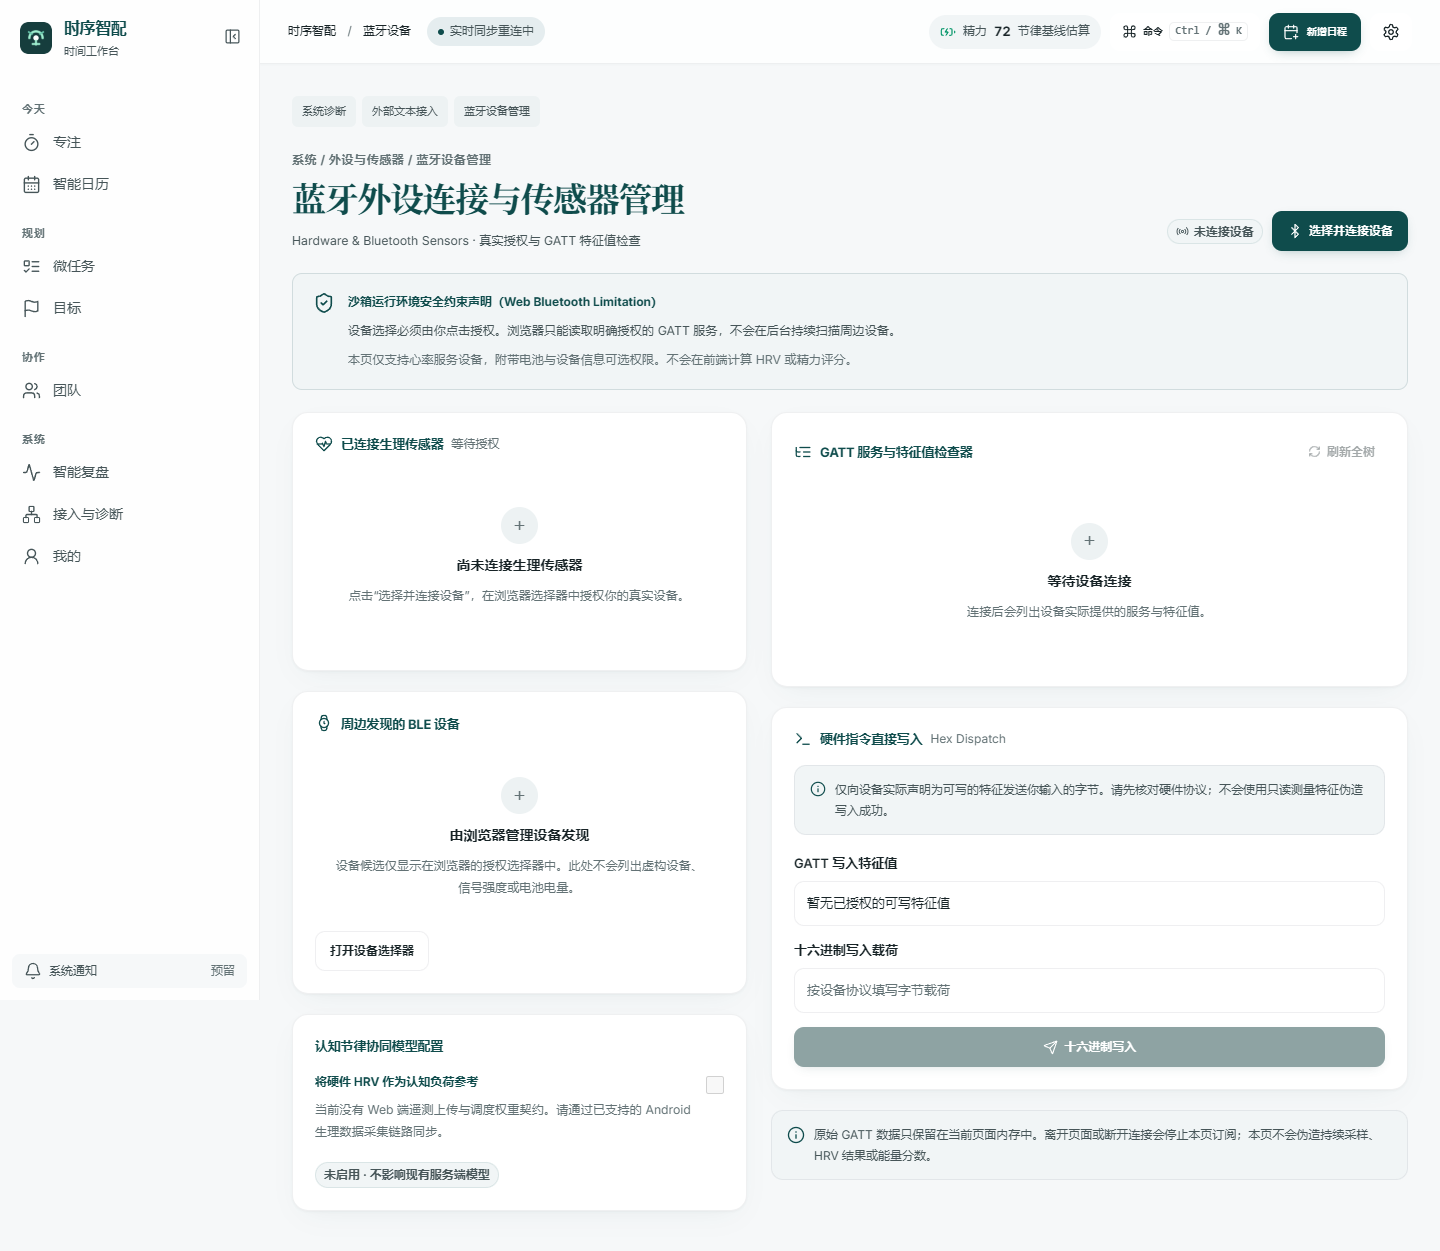 时序智配
时间工作台
今天
专注
智能日历
规划
微任务
目标
协作
团队
系统
智能复盘
接入与诊断
我的
系统通知 预留
时序智配 / 蓝牙设备 实时同步重连中
精力 72 节律基线估算 命令 Ctrl / ⌘ K 新增日程
系统诊断 外部文本接入 蓝牙设备管理
系统 / 外设与传感器 / 蓝牙设备管理
蓝牙外设连接与传感器管理
Hardware & Bluetooth Sensors · 真实授权与 GATT 特征值检查
未连接设备 选择并连接设备
沙箱运行环境安全约束声明（Web Bluetooth Limitation）
设备选择必须由你点击授权。浏览器只能读取明确授权的 GATT 服务，不会在后台持续扫描周边设备。
本页仅支持心率服务设备，附带电池与设备信息可选权限。不会在前端计算 HRV 或精力评分。
已连接生理传感器 等待授权
尚未连接生理传感器
点击“选择并连接设备”，在浏览器选择器中授权你的真实设备。
周边发现的 BLE 设备
由浏览器管理设备发现
设备候选仅显示在浏览器的授权选择器中。此处不会列出虚构设备、
信号强度或电池电量。
打开设备选择器
认知节律协同模型配置
将硬件 HRV 作为认知负荷参考
当前没有 Web 端遥测上传与调度权重契约。请通过已支持的 Android
生理数据采集链路同步。
未启用 · 不影响现有服务端模型
GATT 服务与特征值检查器 刷新全树
等待设备连接
连接后会列出设备实际提供的服务与特征值。
硬件指令直接写入 Hex Dispatch
仅向设备实际声明为可写的特征发送你输入的字节。请先核对硬件协议；不会使用只读测量特征伪造
写入成功。
GATT 写入特征值
暂无已授权的可写特征值
十六进制写入载荷
按设备协议填写字节载荷
十六进制写入
原始 GATT 数据只保留在当前页面内存中。离开页面或断开连接会停止本页订阅；本页不会伪造持续采样、
HRV 结果或能量分数。